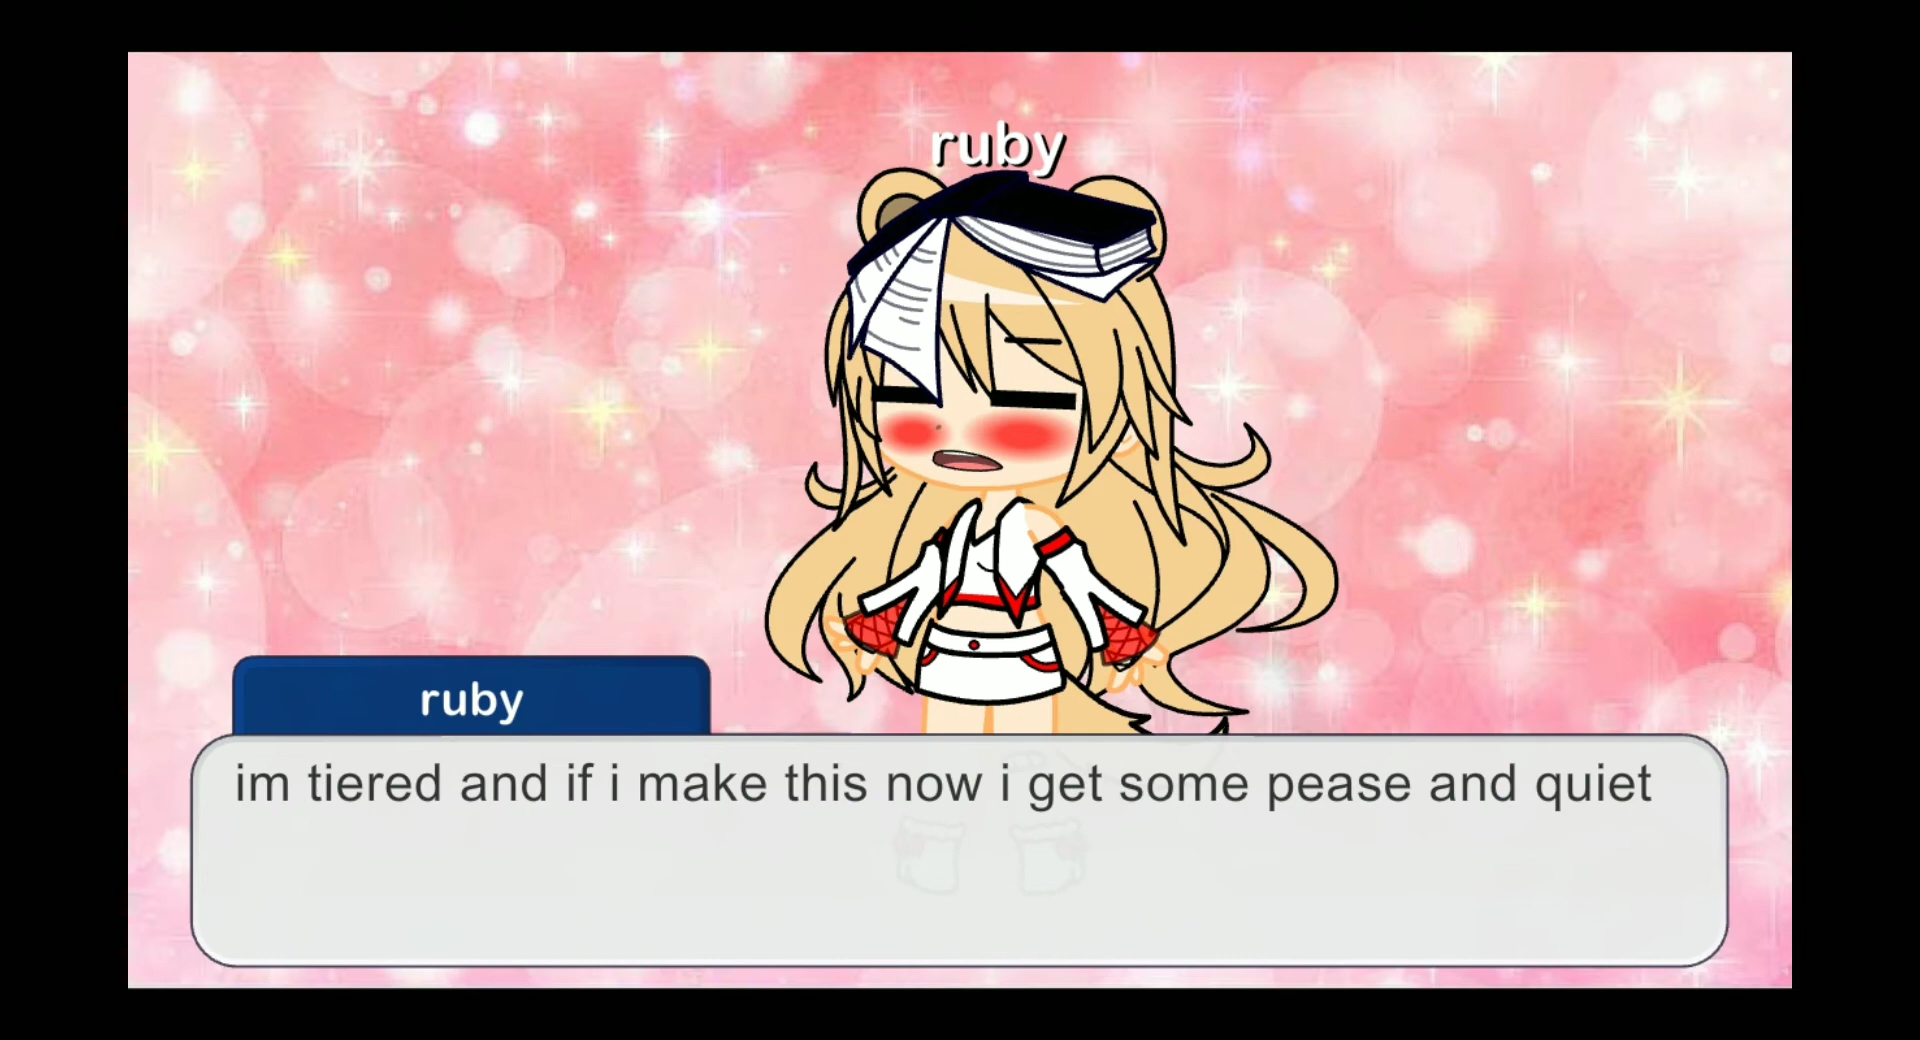 ruby
ruby
im tiered and if i make this now i get some pease and quiet